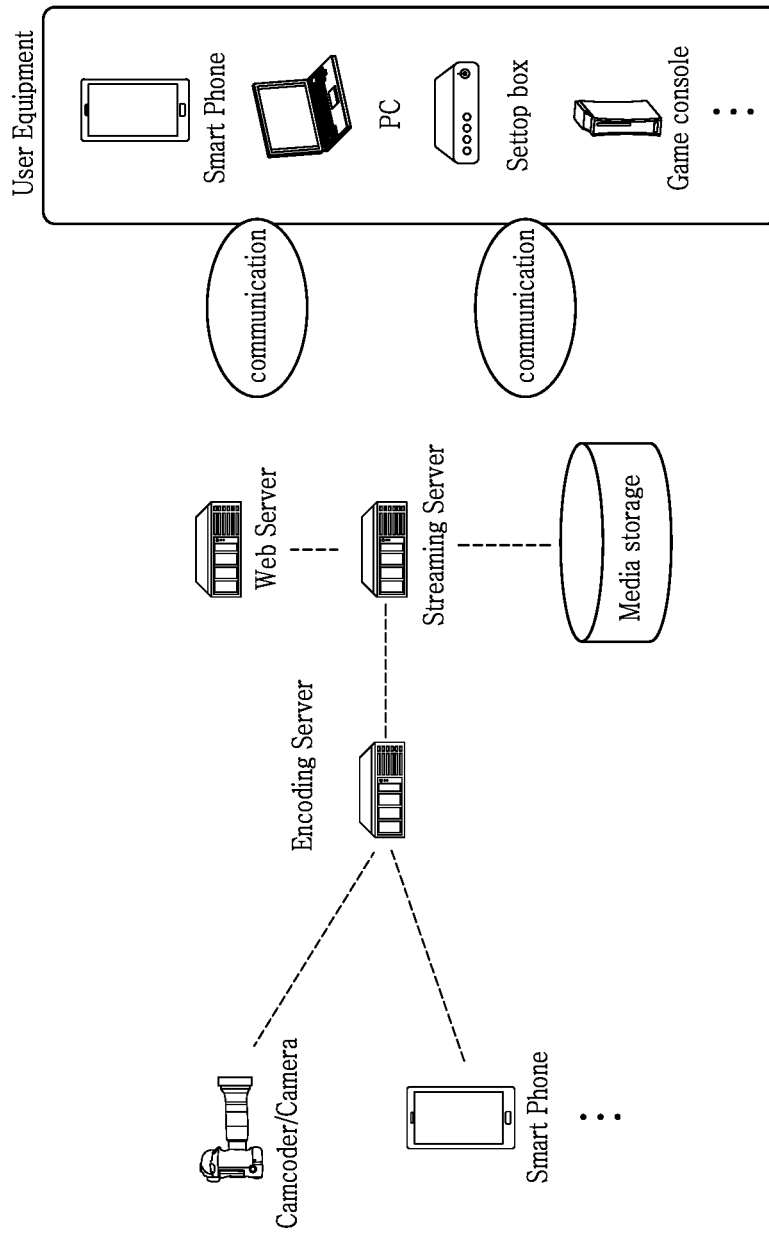 Camcoder/Camera
Smart Phone
Encoding Server
Web Server
Streaming Server
Media storage
communication
communication
User Equipment
Smart Phone
PC
Settop box
Game console